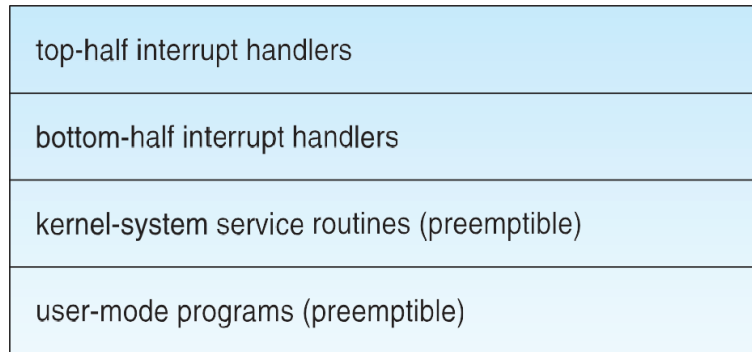 top-half interrupt handlers
bottom-half interrupt handlers
kernel-system service routines (preemptible)
user-mode programs (preemptible)